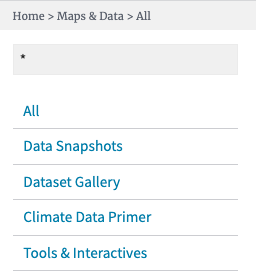 Home > Maps & Data > All
*
All
Data Snapshots
Dataset Gallery
Climate Data Primer
Tools & Interactives